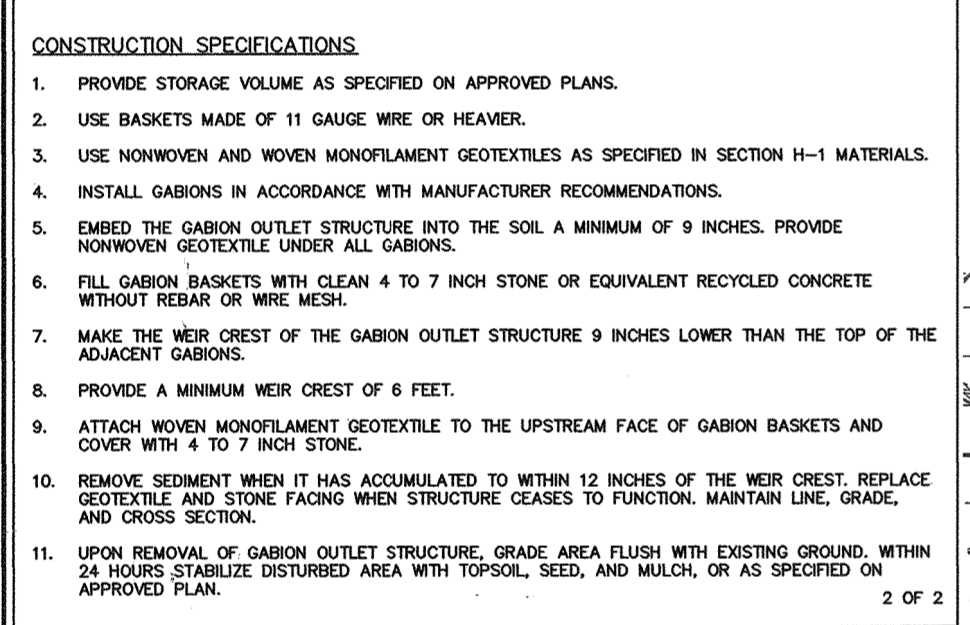 CONSTRUCTION SPECIFICATIONS
1. PROVIDE STORAGE VOLUME AS SPECIFIED ON APPROVED PLANS.
2. USE BASKETS MADE OF 11 GAUGE WIRE OR HEAVIER.
3. USE NONWOVEN AND WOVEN MONOFILAMENT GEOTEXTILES AS SPECIFIED IN SECTION H-1 MATERIALS.
4. INSTALL GABIONS IN ACCORDANCE WITH MANUFACTURER RECOMMENDATIONS.
5. EMBED THE GABION OUTLET STRUCTURE INTO THE SOIL A MINIMUM OF 9 INCHES. PROVIDE
NONWOVEN GEOTEXTILE UNDER ALL GABIONS.
6. FILL GABION BASKETS WITH CLEAN 4 TO 7 INCH STONE OR EQUIVALENT RECYCLED CONCRETE
WITHOUT REBAR OR WIRE MESH.
7. MAKE THE WEIR CREST OF THE GABION OUTLET STRUCTURE 9 INCHES LOWER THAN THE TOP OF THE
ADJACENT GABIONS.
8. PROVIDE A MINIMUM WEIR CREST OF 6 FEET.
9. ATTACH WOVEN MONOFILAMENT GEOTEXTILE TO THE UPSTREAM FACE OF GABION BASKETS AND
COVER WITH 4 TO 7 INCH STONE.
10. REMOVE SEDIMENT WHEN IT HAS ACCUMULATED TO WITHIN 12 INCHES OF THE WEIR CREST. REPLACE
GEOTEXTILE AND STONE FACING WHEN STRUCTURE CEASES TO FUNCTION. MAINTAIN LINE, GRADE,
AND CROSS SECTION.
11. UPON REMOVAL OF GABION OUTLET STRUCTURE, GRADE AREA FLUSH WITH EXISTING GROUND. WITHIN
24 HOURS STABILIZE DISTURBED AREA WITH TOPSOIL, SEED, AND MULCH, OR AS SPECIFIED ON
APPROVED PLAN.
2 OF 2